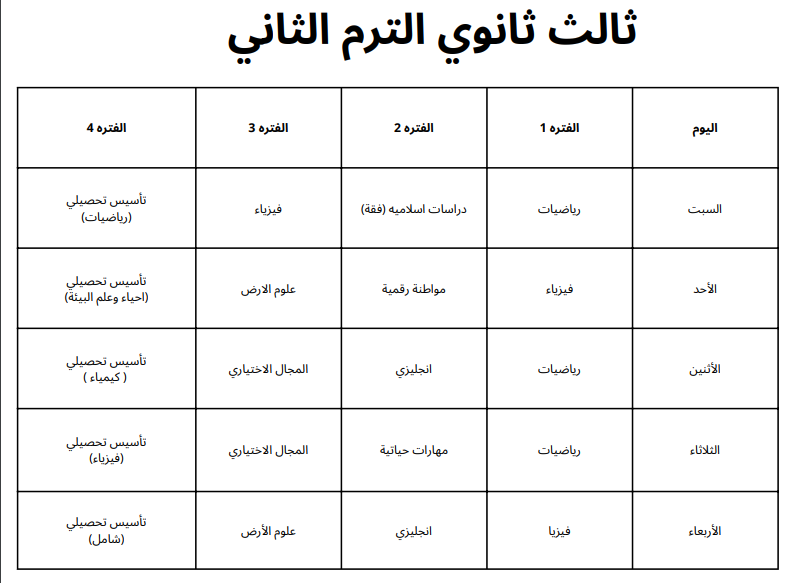 ثالث ثانوي الترم الثاني
اليوم
الفتره 1
الفتره 2
الفتره 3
الفتره 4
السبت
رياضيات
دراسات اسلاميه (فقة)
فيزياء
تأسيس تحصيلي
(رياضيات)
الأحد
فيزياء
مواطنة رقمية
علوم الارض
تأسيس تحصيلي
(احياء وعلم البيئة)
الأثنين
رياضيات
انجليزي
المجال الاختياري
تأسيس تحصيلي
( كيمياء )
الثلاثاء
رياضيات
مهارات حياتية
المجال الاختياري
تأسيس تحصيلي
(فيزياء)
الأربعاء
فيزيا
انجليزي
علوم الأرض
تأسيس تحصيلي
(شامل)